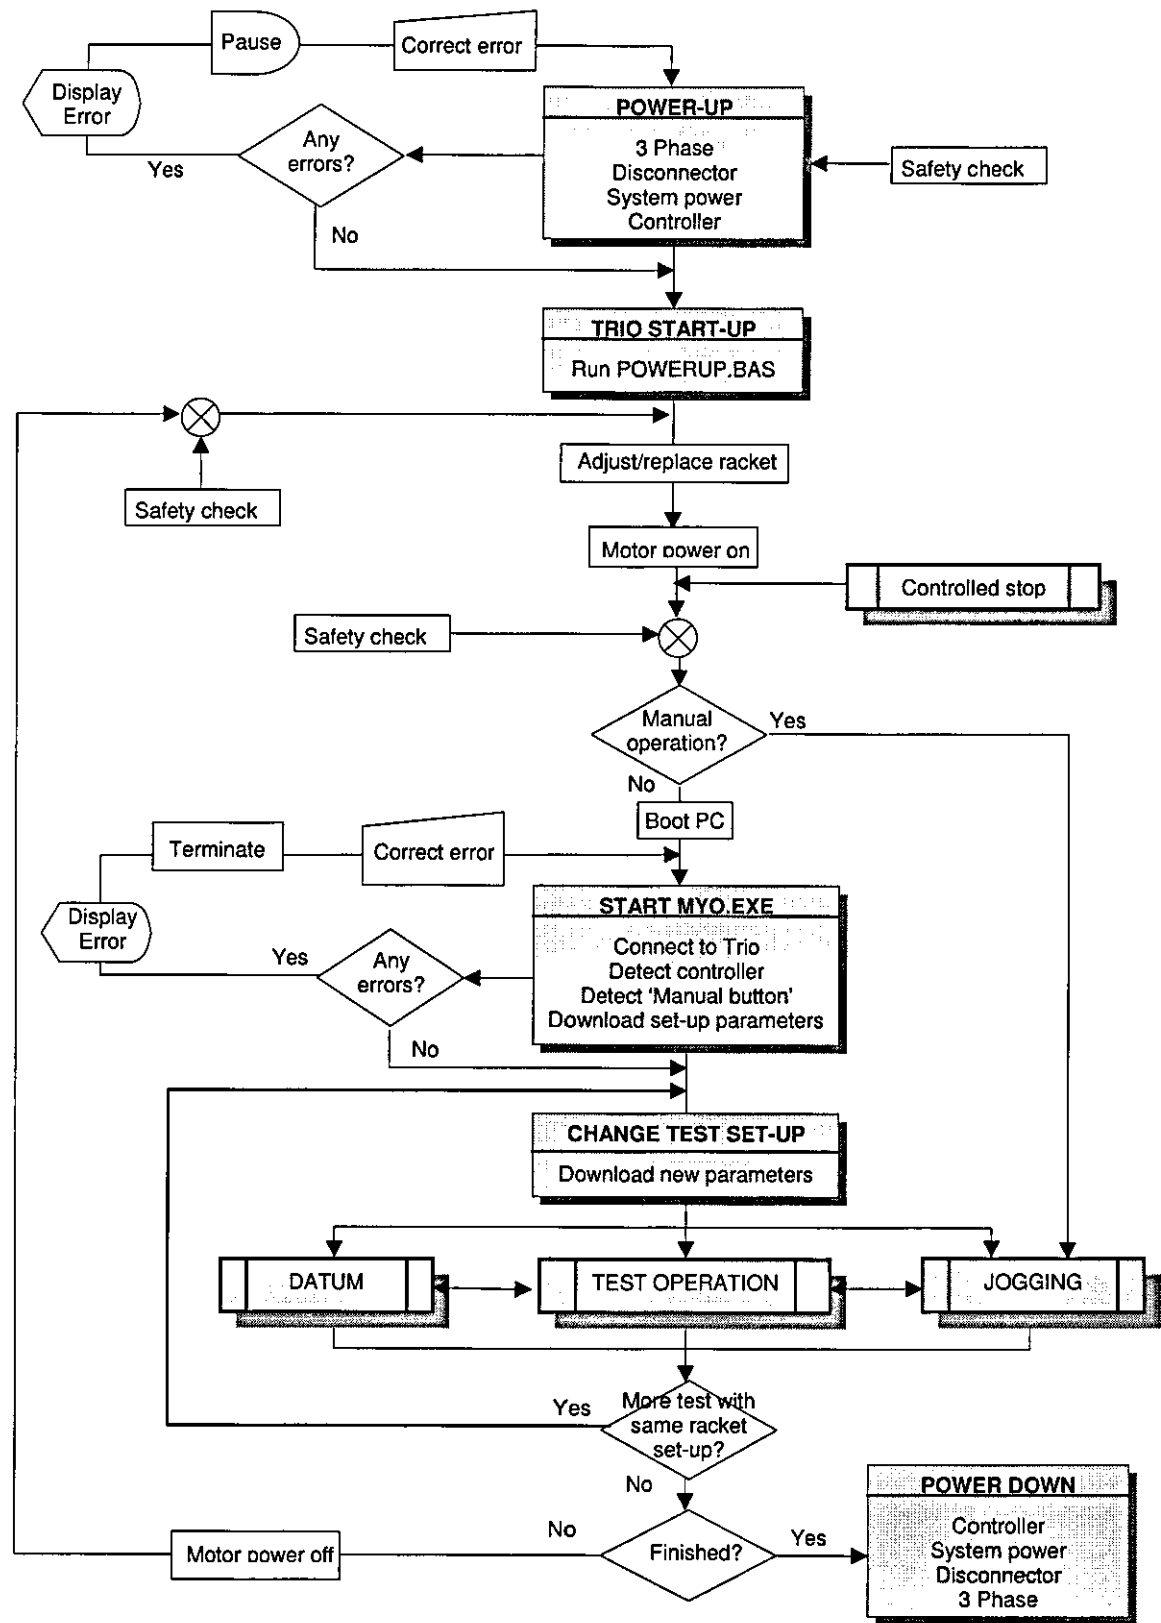 Pause
Correct error
Display
Error
POWER-UP
3 Phase
Disconnector
System power
Controller
Any
errors?
Yes
Safety check
No
TRIO START-UP
Run POWERUP.BAS
Adjust/replace racket
Safety check
Motor power on
Controlled stop
Safety check
Manual
operation?
Yes
No
Boot PC
Terminate
Correct error
Display
Error
START MYO.EXE
Connect to Trio
Detect controller
Detect ‘Manual button’
Download set-up parameters
Any
errors?
Yes
No
CHANGE TEST SET-UP
Download new parameters
DATUM
TEST OPERATION
JOGGING
More test with
same racket
set-up?
Yes
No
POWER DOWN
Controller
System power
Disconnector
3 Phase
Finished?
No
Yes
Motor power off